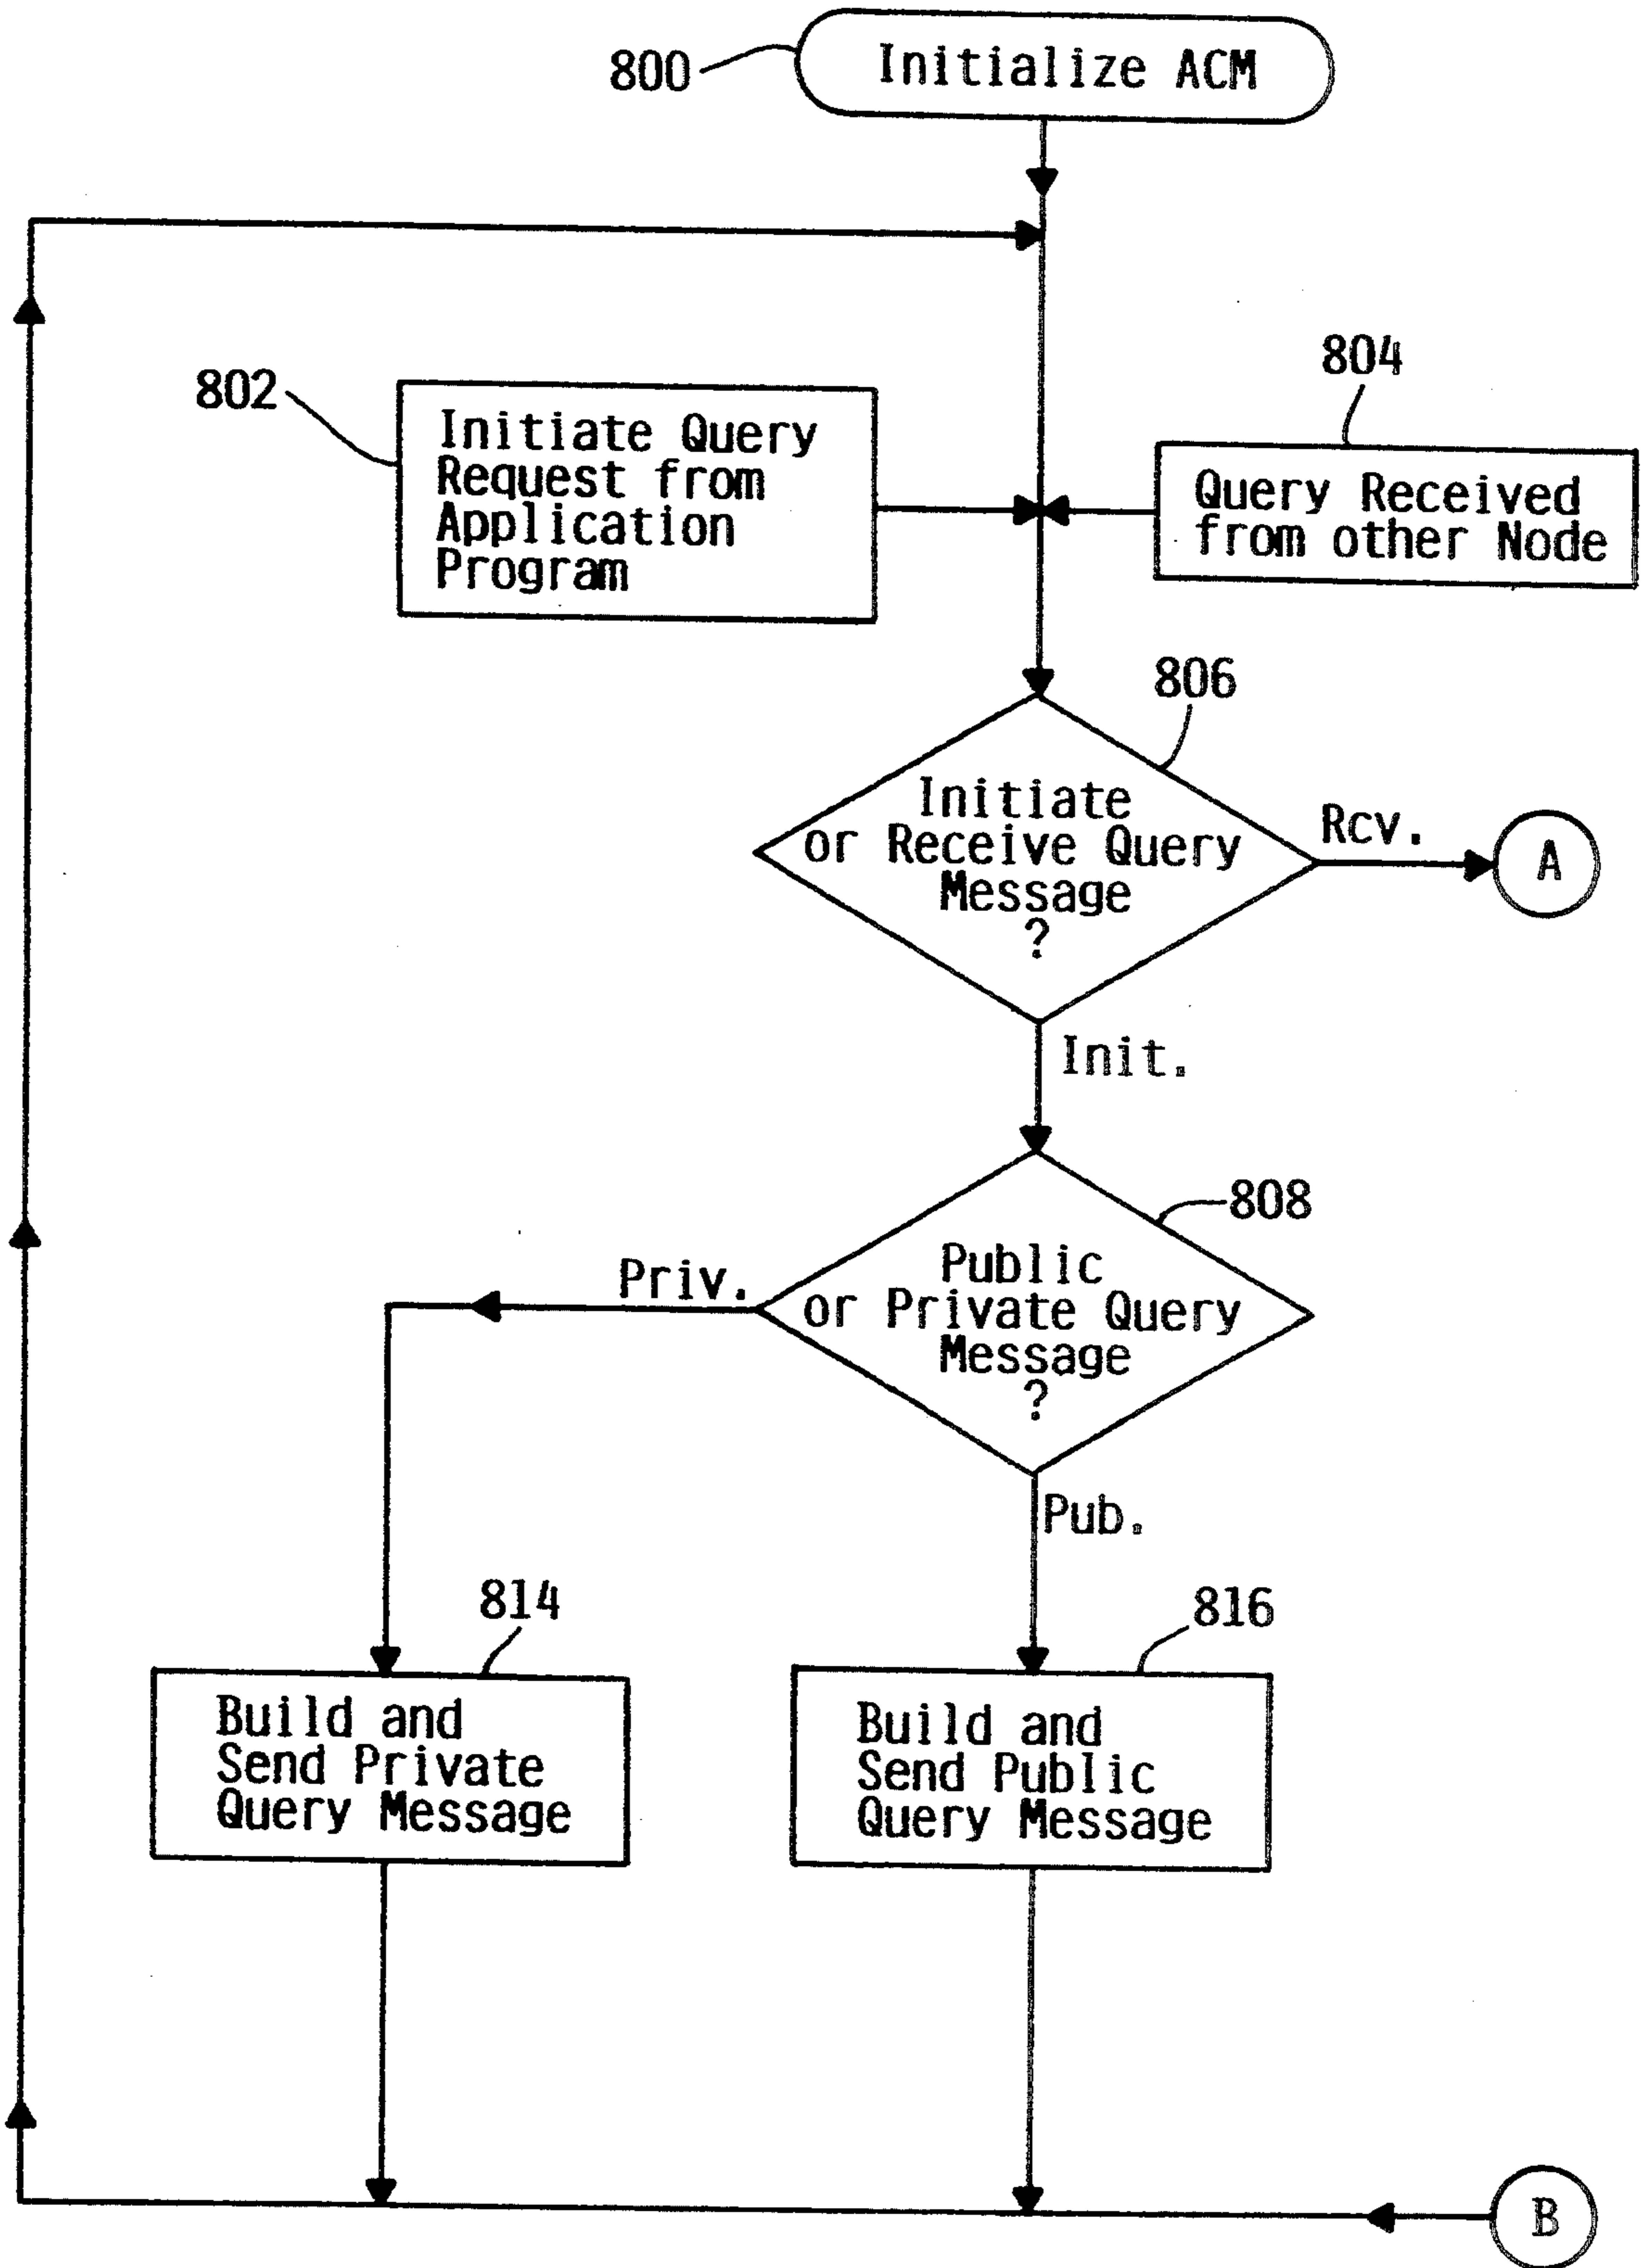 800
Initialize ACM
804
802
Initiate Query
Request from
Application
Program
Query Received
from other Node
806
Initiate
or Receive Query
Message
?
Rcv.
A
Init.
808
Public
or Private Query
Message
?
Priv.
Pub.
814
816
Build and
Send Private
Query Message
Build and
Send Public
Query Message
B